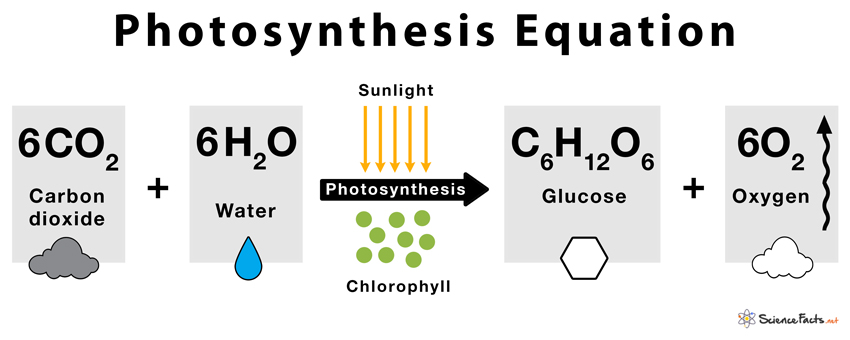 Photosynthesis Equation
Sunlight
6CO₂ + 6H₂O Photosynthesis C₆H₁₂O₆ + 6O₂
Carbon dioxide
Water
Glucose
Oxygen
Chlorophyll
ScienceFacts.net